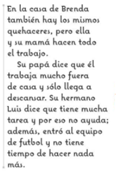 En la casa de Brenda
también hay los mismos
quehaceres, pero ella
y su mamá hacen todo
el trabajo.
Su papá dice que él
trabaja mucho fuera
de casa y sólo llega a
descansar. Su hermano
Luis dice que tiene mucha
tarea y por eso no ayuda;
además, entró al equipo
de futbol y no tiene
tiempo de hacer nada
más.